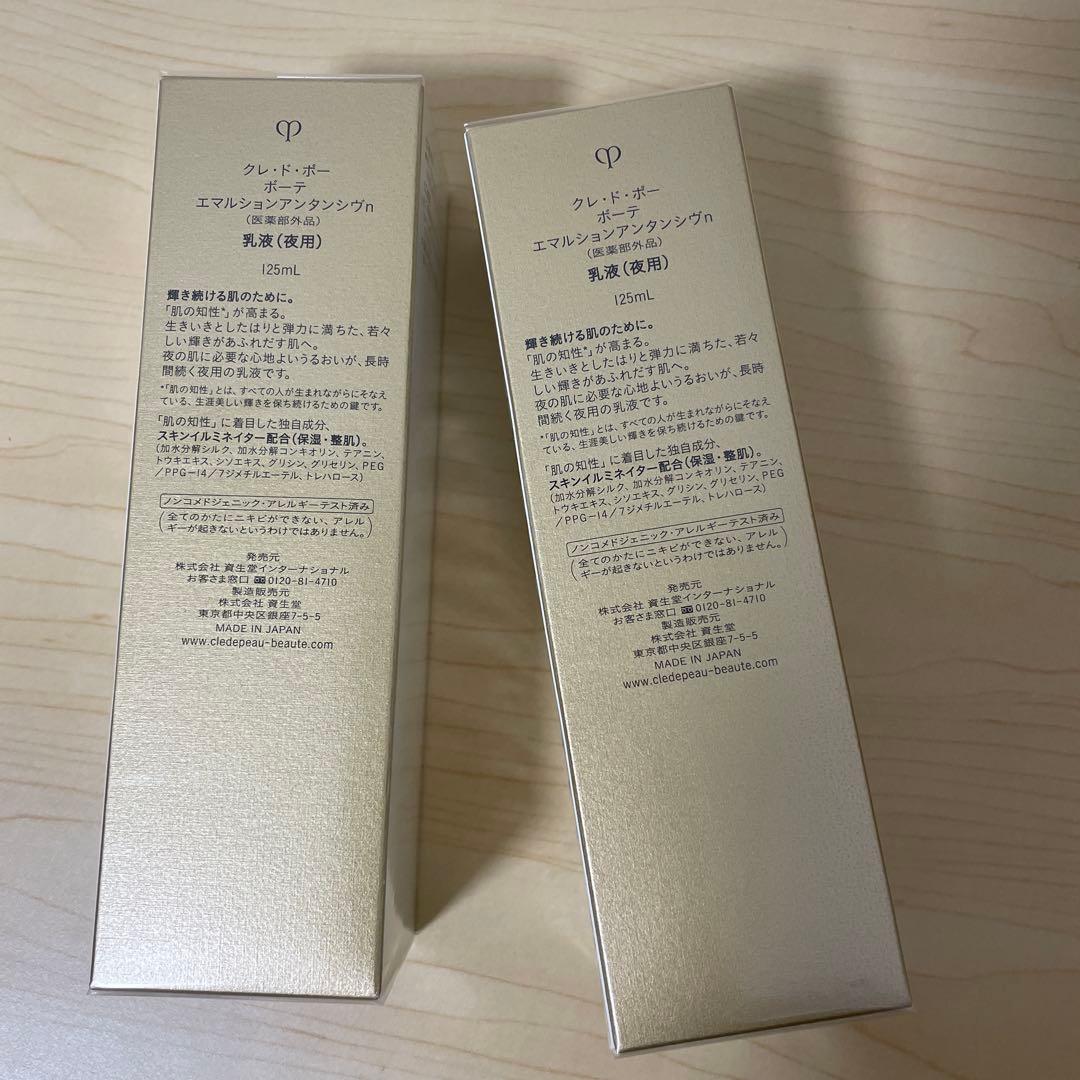 クレ・ド・ポー
ボーテ
エマルションアンタンシヴn
（医薬部外品）
乳液（夜用）
125mL
輝き続ける肌のために。
「肌の知性*」が高まる。
生きいきとしたはりと弾力に満ちた、若々
しい輝きがあふれだす肌へ。
夜の肌に必要な心地よいうるおいが、長時
間続く夜用の乳液です。
*「肌の知性」とは、すべての人が生まれながらにそなえ
ている、生涯美しい輝きを保ち続けるための鍵です。
「肌の知性」に着目した独自成分、
スキンイルミネイター配合（保湿・整肌）。
（加水分解シルク、加水分解コンキオリン、テアニン、
トウキエキス、シソエキス、グリシン、グリセリン、PEG
/PPG-14/7ジメチルエーテル、トレハロース）
ノンコメドジェニック・アレルギーテスト済み
（全てのかたにニキビができない、アレル
ギーが起きないというわけではありません。）
発売元
株式会社 資生堂インターナショナル
お客さま窓口 0120-81-4710
製造販売元
株式会社 資生堂
東京都中央区銀座7-5-5
MADE IN JAPAN
www.cledepeau-beaute.com
クレ・ド・ポー
ボーテ
エマルションアンタンシヴn
（医薬部外品）
乳液（夜用）
125mL
輝き続ける肌のために。
「肌の知性*」が高まる。
生きいきとしたはりと弾力に満ちた、若々
しい輝きがあふれだす肌へ。
夜の肌に必要な心地よいうるおいが、長時
間続く夜用の乳液です。
*「肌の知性」とは、すべての人が生まれながらにそなえ
ている、生涯美しい輝きを保ち続けるための鍵です。
「肌の知性」に着目した独自成分、
スキンイルミネイター配合（保湿・整肌）。
（加水分解シルク、加水分解コンキオリン、テアニン、
トウキエキス、シソエキス、グリシン、グリセリン、PEG
/PPG-14/7ジメチルエーテル、トレハロース）
ノンコメドジェニック・アレルギーテスト済み
（全てのかたにニキビができない、アレル
ギーが起きないというわけではありません。）
発売元
株式会社 資生堂インターナショナル
お客さま窓口 0120-81-4710
製造販売元
株式会社 資生堂
東京都中央区銀座7-5-5
MADE IN JAPAN
www.cledepeau-beaute.com